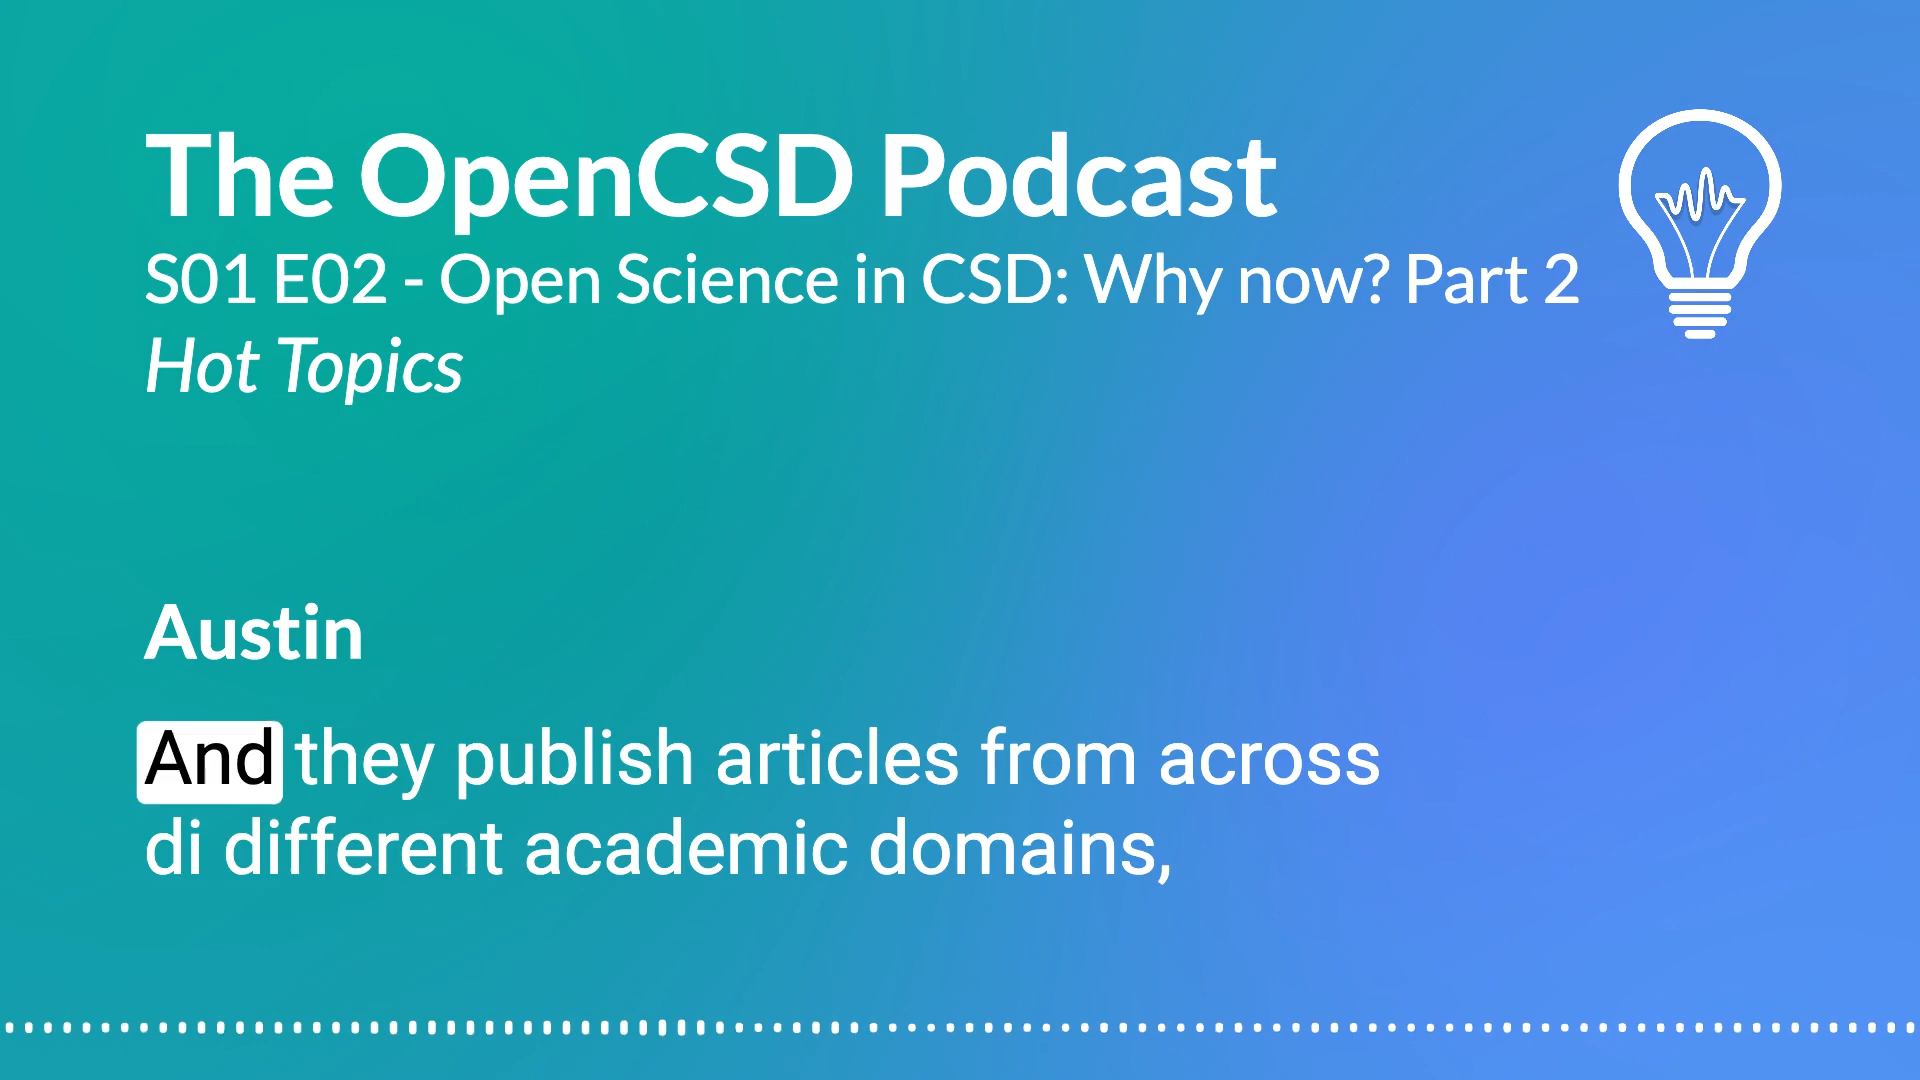 The OpenCSD Podcast
S01 E02 - Open Science in CSD: Why now? Part 2
Hot Topics
Austin
And they publish articles from across
di different academic domains,